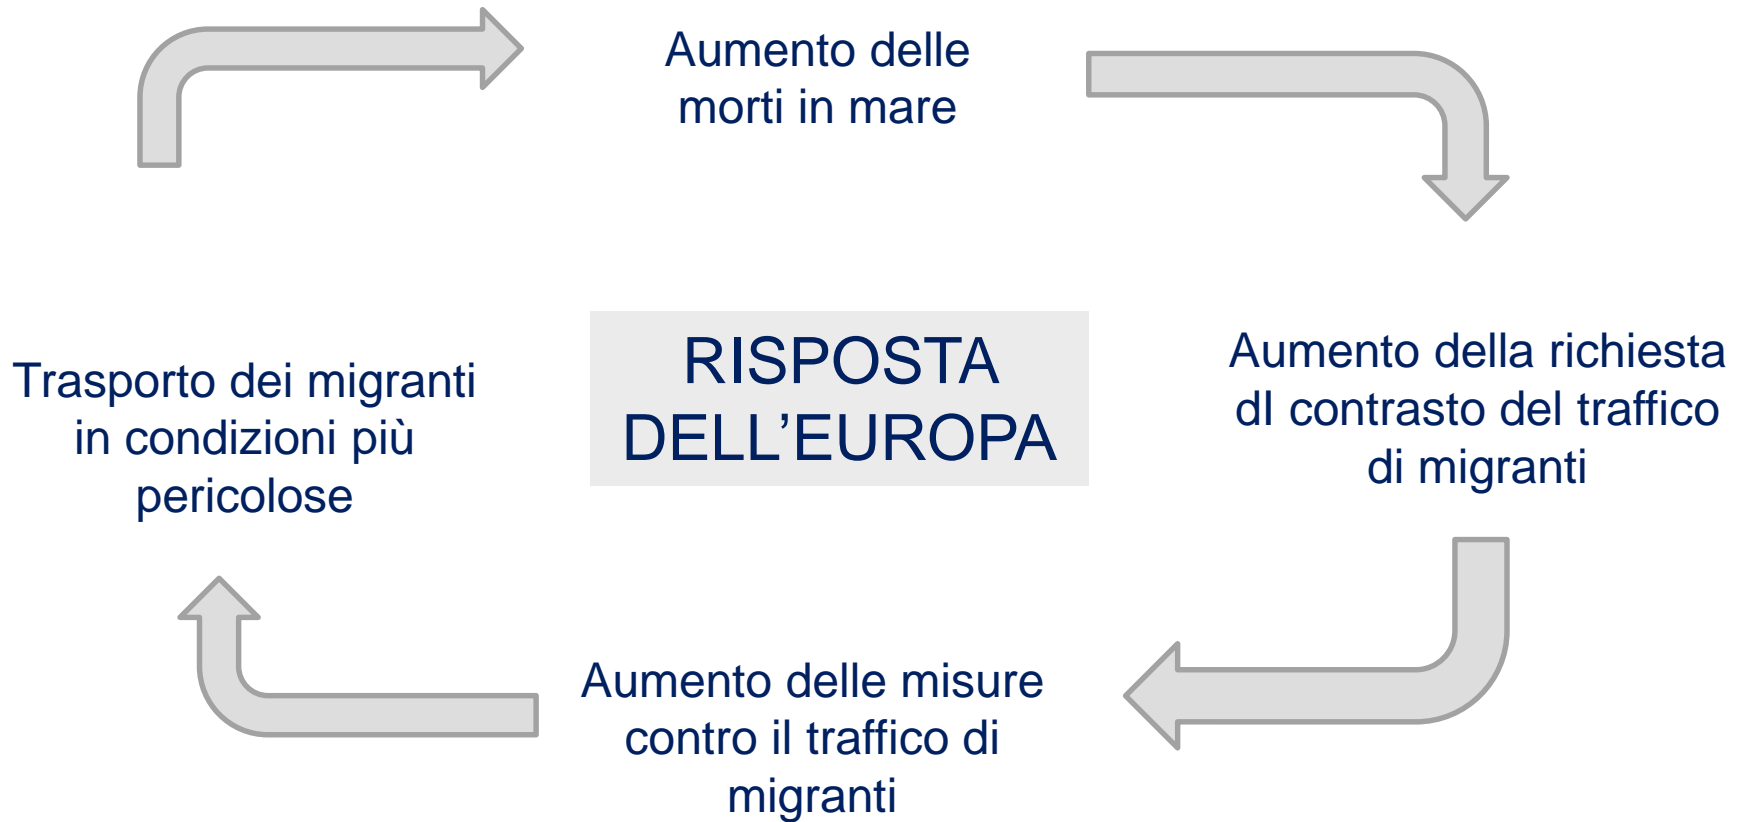 Aumento delle
morti in mare
Aumento della richiesta
dI contrasto del traffico
di migranti
RISPOSTA
DELL’EUROPA
Trasporto dei migranti
in condizioni più
pericolose
Aumento delle misure
contro il traffico di
migranti